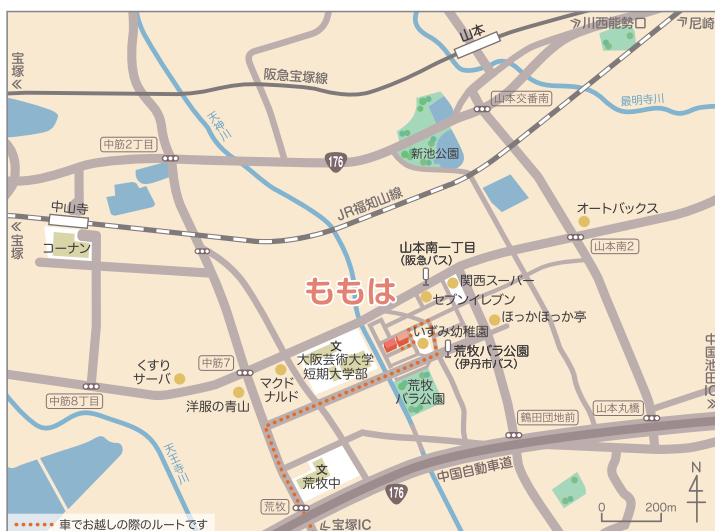 ≫川西能勢口
≫尼崎
山本
宝塚≪
阪急宝塚線
天神川
山本交番南
最明寺川
中筋2丁目
176
新池公園
JR福知山線
中山寺
≪宝塚
コーナン
オートバックス
山本南2
山本南一丁目
(阪急バス)
関西スーパー
ももは
セブンイレブン
ほっかほっか亭
いずみ幼稚園
荒牧バラ公園
(伊丹市バス)
文
大阪芸術大学
短期大学部
中筋7
くすり
サーバ
マクド
ナルド
洋服の青山
荒牧
バラ公園
中国池田IC≫
中筋8丁目
鶴田団地前
山本丸橋
天王寺川
中国自動車道
文
荒牧中
176
荒牧
N
0 200m
車でお越しの際のルートです
≪宝塚IC